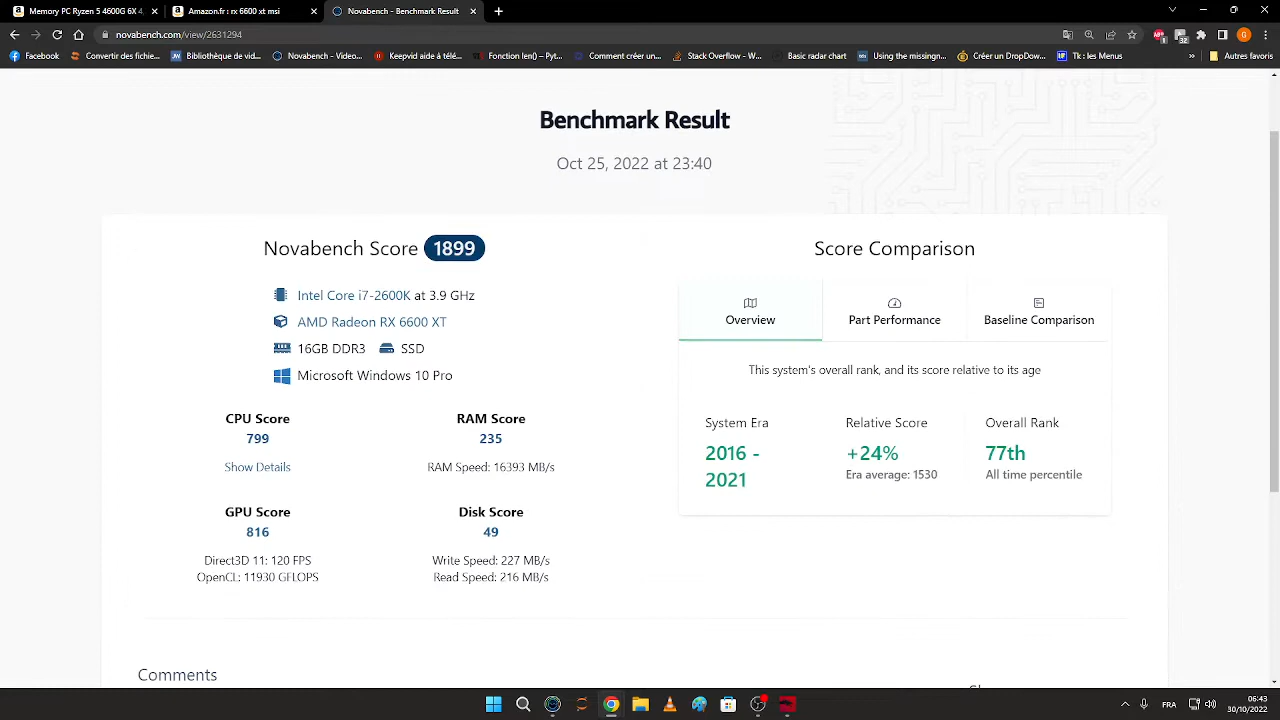 Memory PC Ryzen 5 4600G 6X 4.
Amazon.fr : rx 6600 xt msi
Novabench - Benchmark Result
novabench.com/view/2631294
Facebook
Convertir des fichie...
Bibliothèque de vid...
Novabench - Video...
Keepvid aide à télé...
Fonction len() – Pyt...
Comment créer un...
Stack Overflow - W...
Basic radar chart
Using the missingn...
Créer un DropDow...
Tk : les Menus
»
Autres favoris
Benchmark Result
Oct 25, 2022 at 23:40
Novabench Score 1899
Intel Core i7-2600K at 3.9 GHz
AMD Radeon RX 6600 XT
16GB DDR3 SSD
Microsoft Windows 10 Pro
CPU Score
799
Show Details
RAM Score
235
RAM Speed: 16393 MB/s
GPU Score
816
Direct3D 11: 120 FPS
OpenCL: 11930 GFLOPS
Disk Score
49
Write Speed: 227 MB/s
Read Speed: 216 MB/s
Score Comparison
Overview
Part Performance
Baseline Comparison
This system's overall rank, and its score relative to its age
System Era
2016 -
2021
Relative Score
+24%
Era average: 1530
Overall Rank
77th
All time percentile
Comments
FRA
06:43
30/10/2022